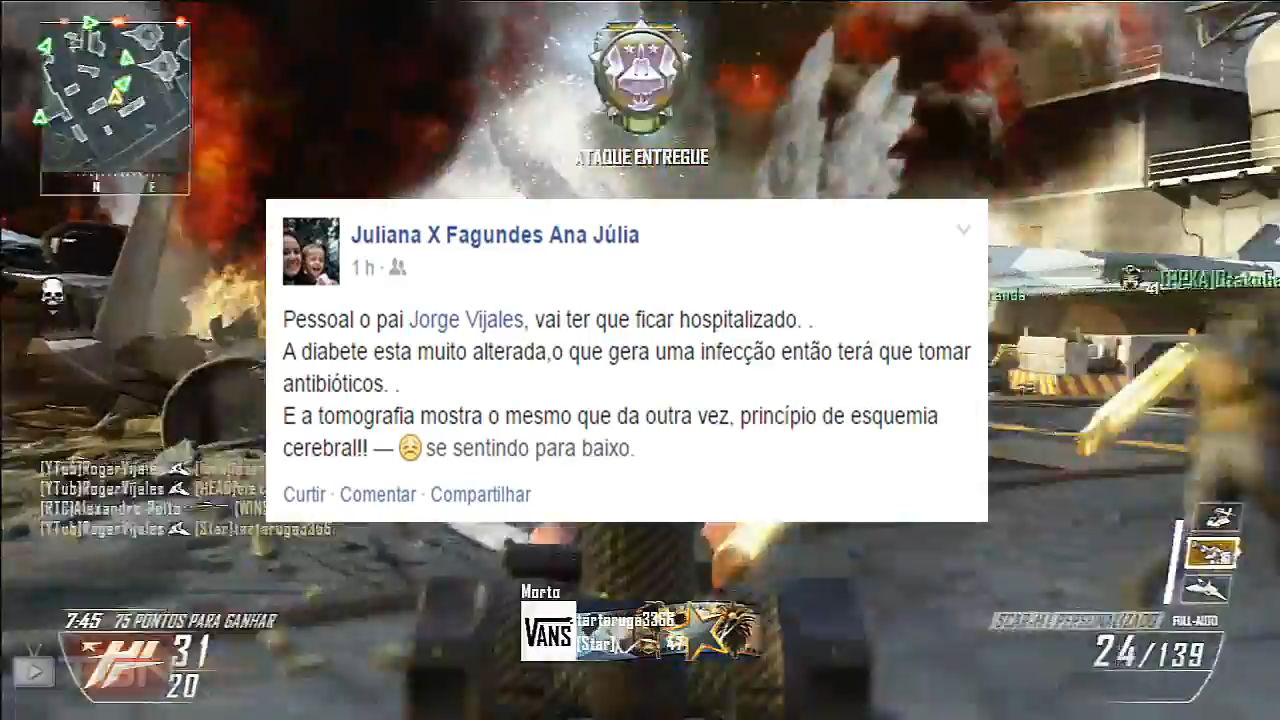 N E
ATAQUE ENTREGUE
Juliana X Fagundes Ana Júlia
1 h ·
Pessoal o pai Jorge Vijales, vai ter que ficar hospitalizado. .
A diabete esta muito alterada,o que gera uma infecção então terá que tomar
antibióticos. .
E a tomografia mostra o mesmo que da outra vez, princípio de esquemia
cerebral!! — se sentindo para baixo.
Curtir · Comentar · Compartilhar
[YTub]RogerVijales
[YTub]RogerVijales
[YTub]RogerVijales [Star]tartaruga3366
Morto
VANS
tartaruga3366
[Star] 47
7:45 75 PONTOS PARA GANHAR
31
20
FULL-AUTO
24/139